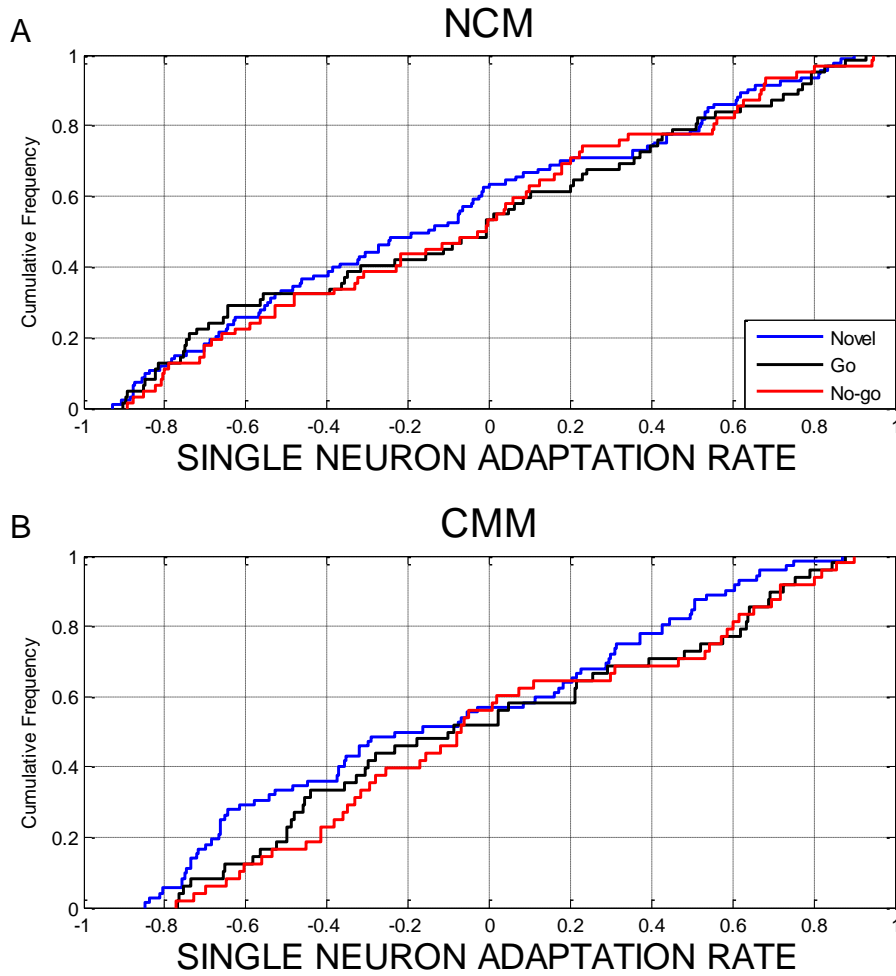 A
NCM
Cumulative Frequency
1
0.8
0.6
0.4
0.2
0
-1 -0.8 -0.6 -0.4 -0.2 0 0.2 0.4 0.6 0.8 1
Novel
Go
No-go
SINGLE NEURON ADAPTATION RATE
B
CMM
Cumulative Frequency
1
0.8
0.6
0.4
0.2
0
-1 -0.8 -0.6 -0.4 -0.2 0 0.2 0.4 0.6 0.8 1
SINGLE NEURON ADAPTATION RATE